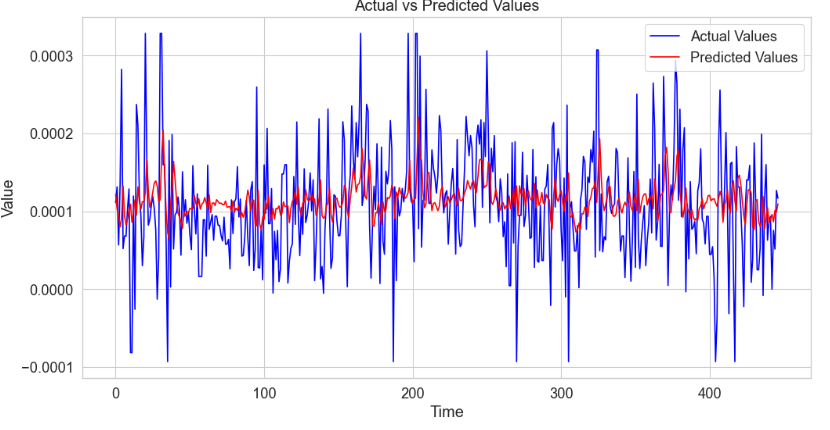 Actual vs Predicted Values
Actual Values
Predicted Values
0.0003
0.0002
0.0001
0.0000
−0.0001
Value
0
100
200
300
400
Time